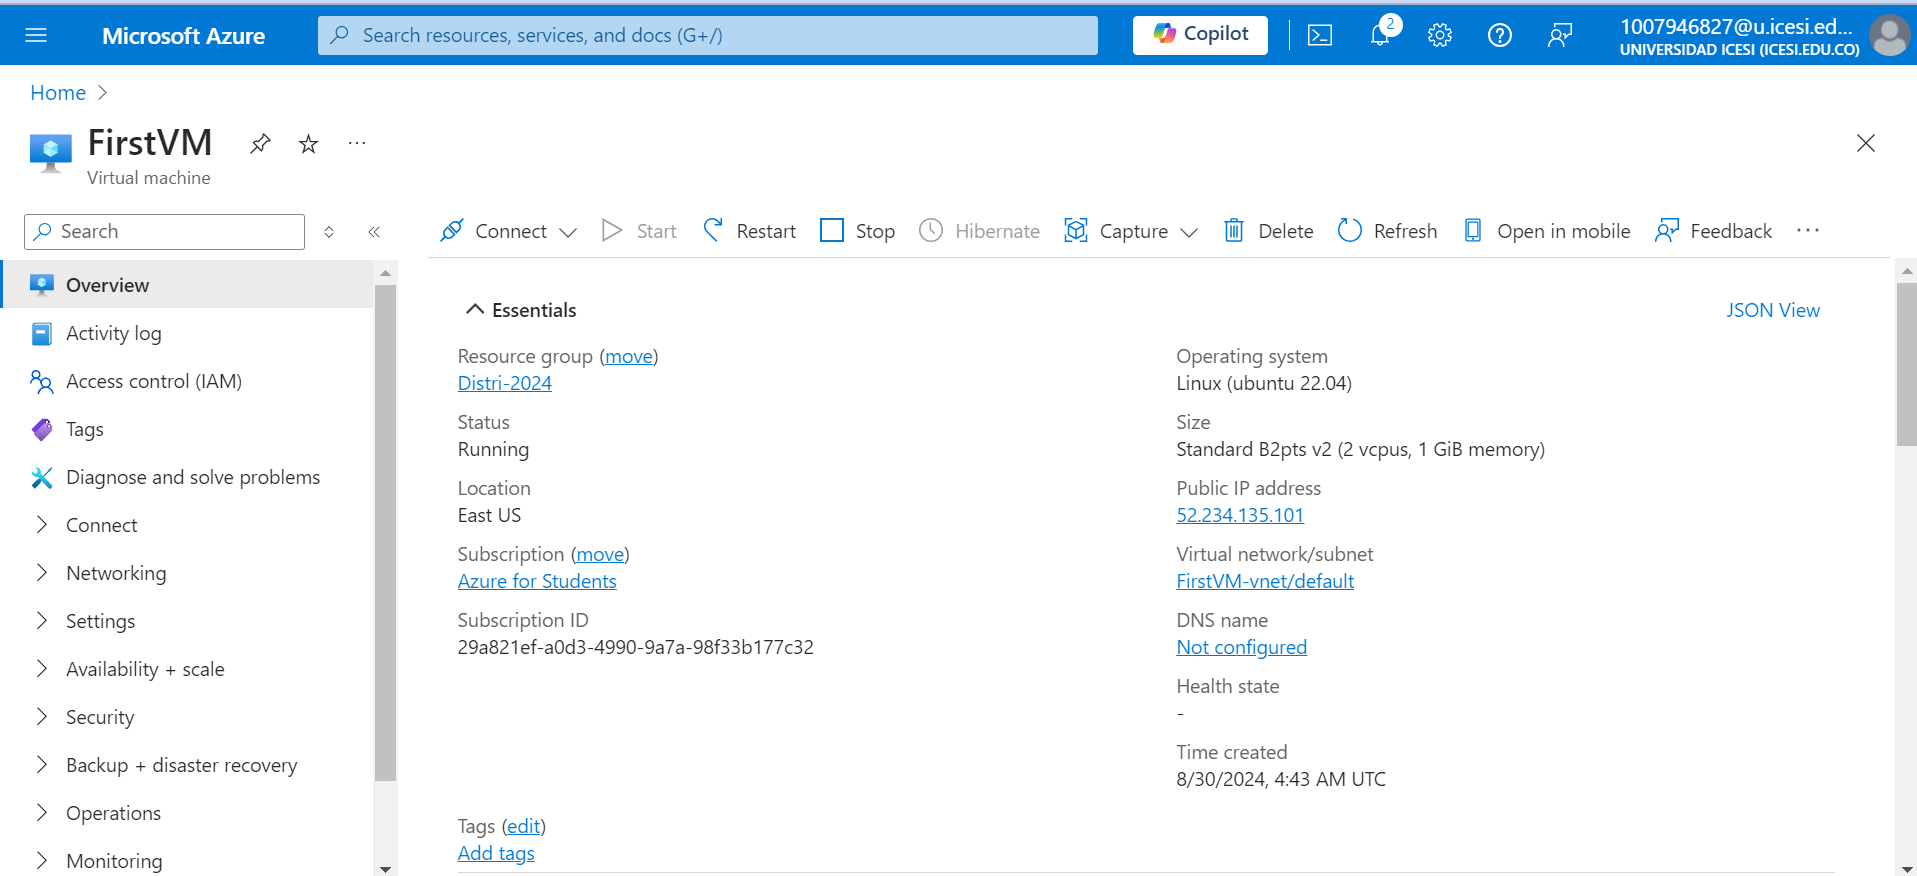 Microsoft Azure
Search resources, services, and docs (G+/)
Copilot
2
1007946827@u.icesi.ed...
UNIVERSIDAD ICESI (ICESI.EDU.CO)
Home
FirstVM
Virtual machine
Search
Connect
Start
Restart
Stop
Hibernate
Capture
Delete
Refresh
Open in mobile
Feedback
Overview
Activity log
Access control (IAM)
Tags
Diagnose and solve problems
Connect
Networking
Settings
Availability + scale
Security
Backup + disaster recovery
Operations
Monitoring
Essentials
JSON View
Resource group (move)
Distri-2024
Status
Running
Location
East US
Subscription (move)
Azure for Students
Subscription ID
29a821ef-a0d3-4990-9a7a-98f33b177c32
Operating system
Linux (ubuntu 22.04)
Size
Standard B2pts v2 (2 vcpus, 1 GiB memory)
Public IP address
52.234.135.101
Virtual network/subnet
FirstVM-vnet/default
DNS name
Not configured
Health state
-
Time created
8/30/2024, 4:43 AM UTC
Tags (edit)
Add tags